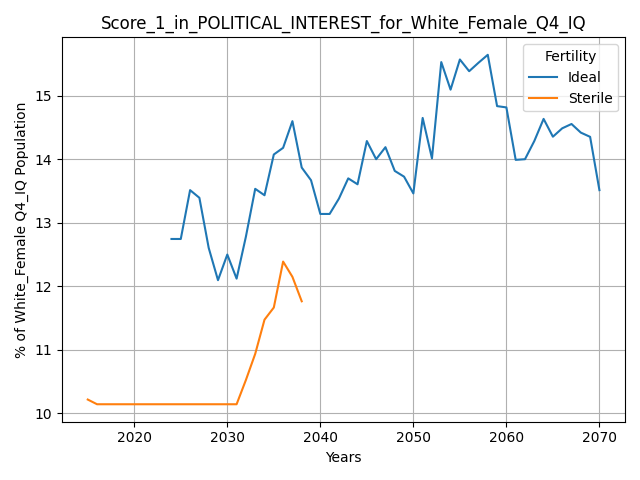 Score_1_in_POLITICAL_INTEREST_for_White_Female_Q4_IQ
Fertility
Ideal
Sterile
% of White_Female Q4_IQ Population
15
14
13
12
11
10
2020 2030 2040 2050 2060 2070
Years